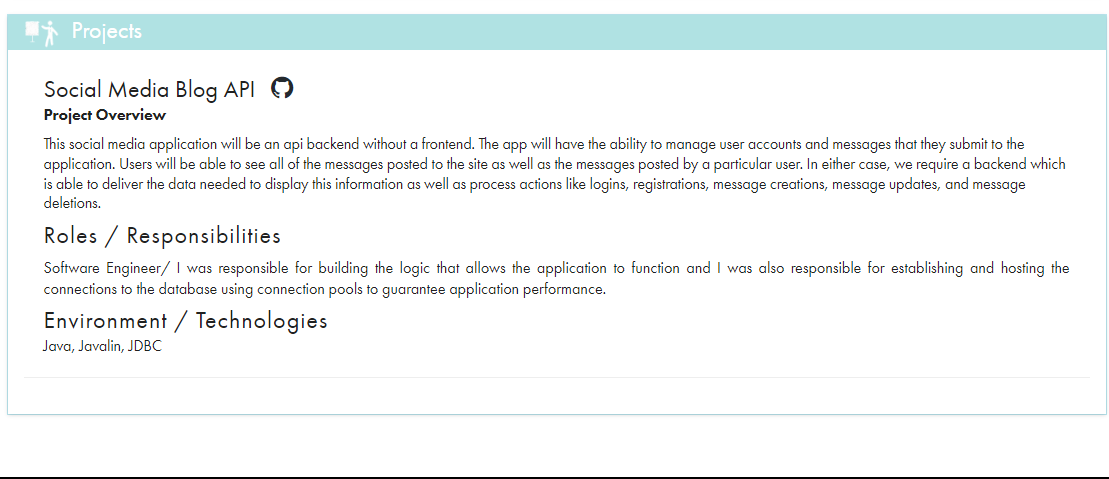 Projects
Social Media Blog API
Project Overview
This social media application will be an api backend without a frontend. The app will have the ability to manage user accounts and messages that they submit to the
application. Users will be able to see all of the messages posted to the site as well as the messages posted by a particular user. In either case, we require a backend which
is able to deliver the data needed to display this information as well as process actions like logins, registrations, message creations, message updates, and message
deletions.
Roles / Responsibilities
Software Engineer/ I was responsible for building the logic that allows the application to function and I was also responsible for establishing and hosting the
connections to the database using connection pools to guarantee application performance.
Environment / Technologies
Java, Javalin, JDBC